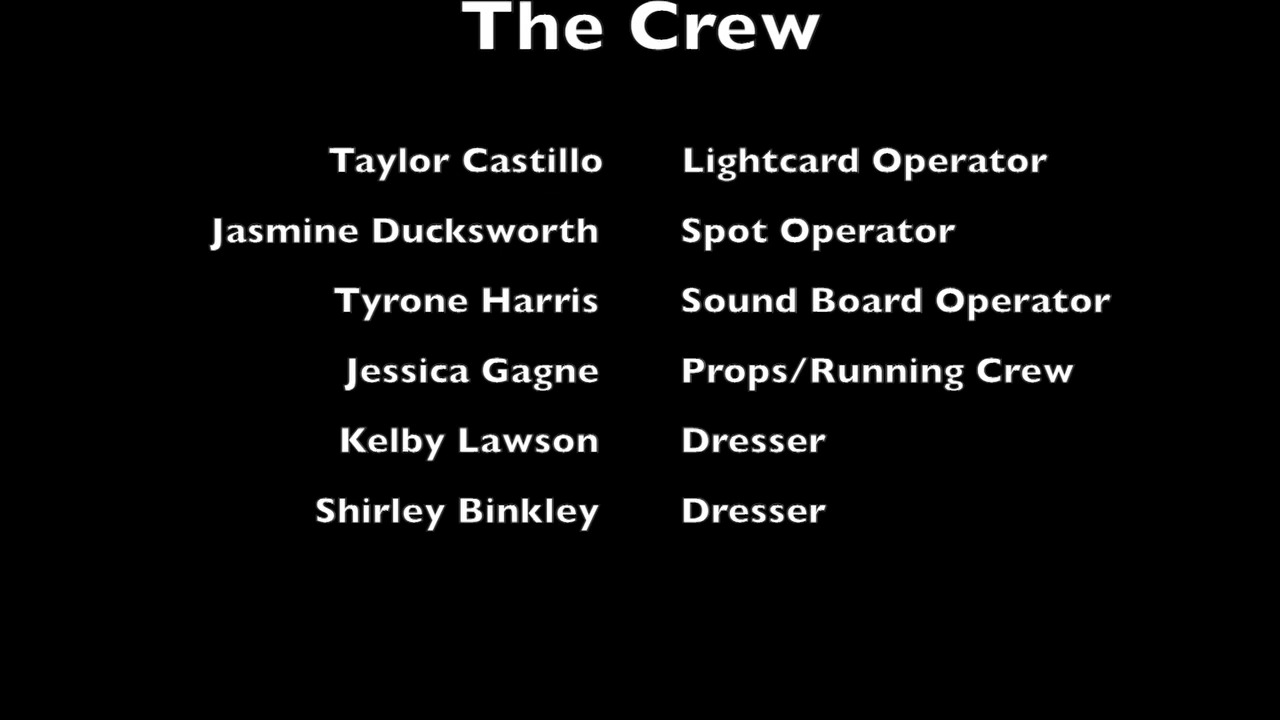 The Crew
Taylor Castillo Lightcard Operator
Jasmine Ducksworth Spot Operator
Tyrone Harris Sound Board Operator
Jessica Gagne Props/Running Crew
Kelby Lawson Dresser
Shirley Binkley Dresser